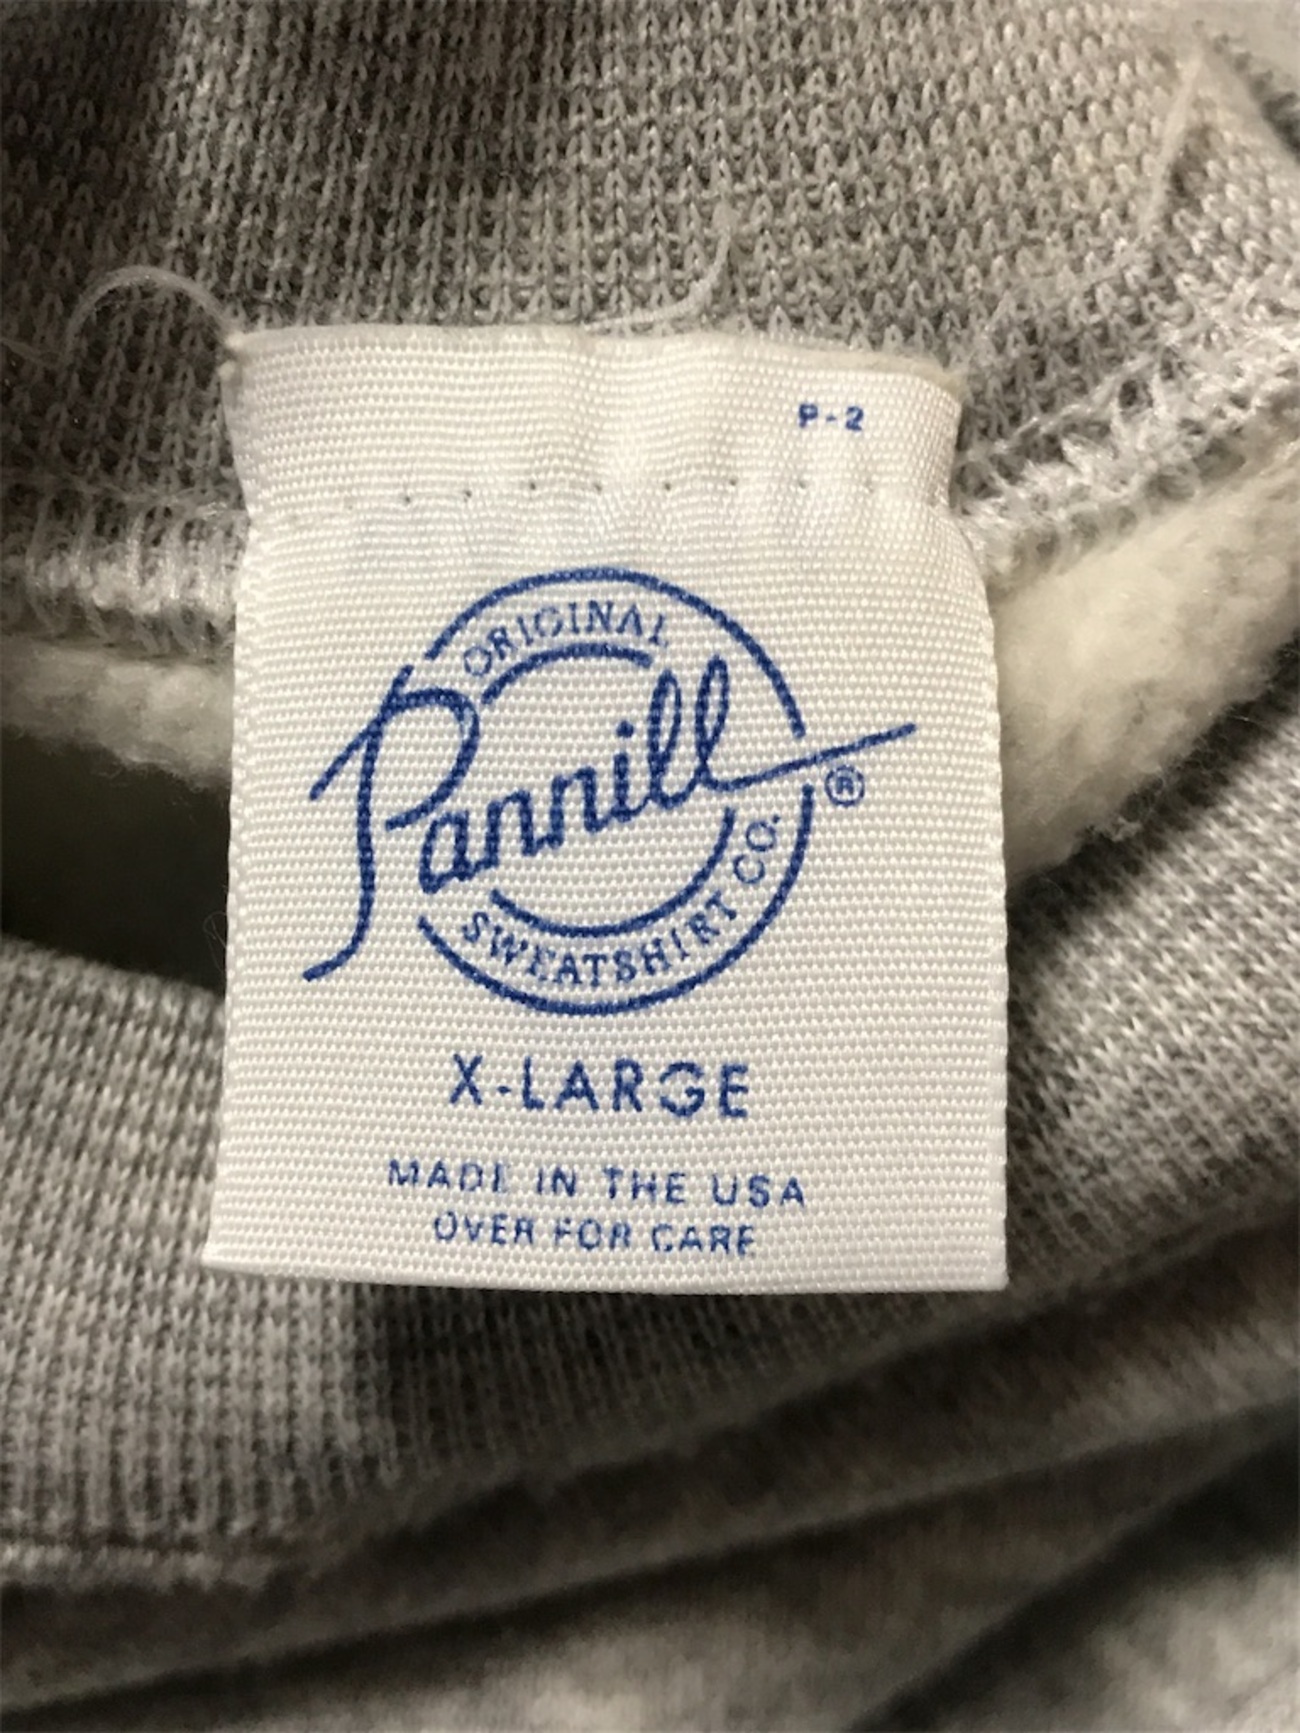 P-2
ORIGINAL
Pannill
®
SWEATSHIRT CO.
X-LARGE
MADE IN THE USA
OVER FOR CARE